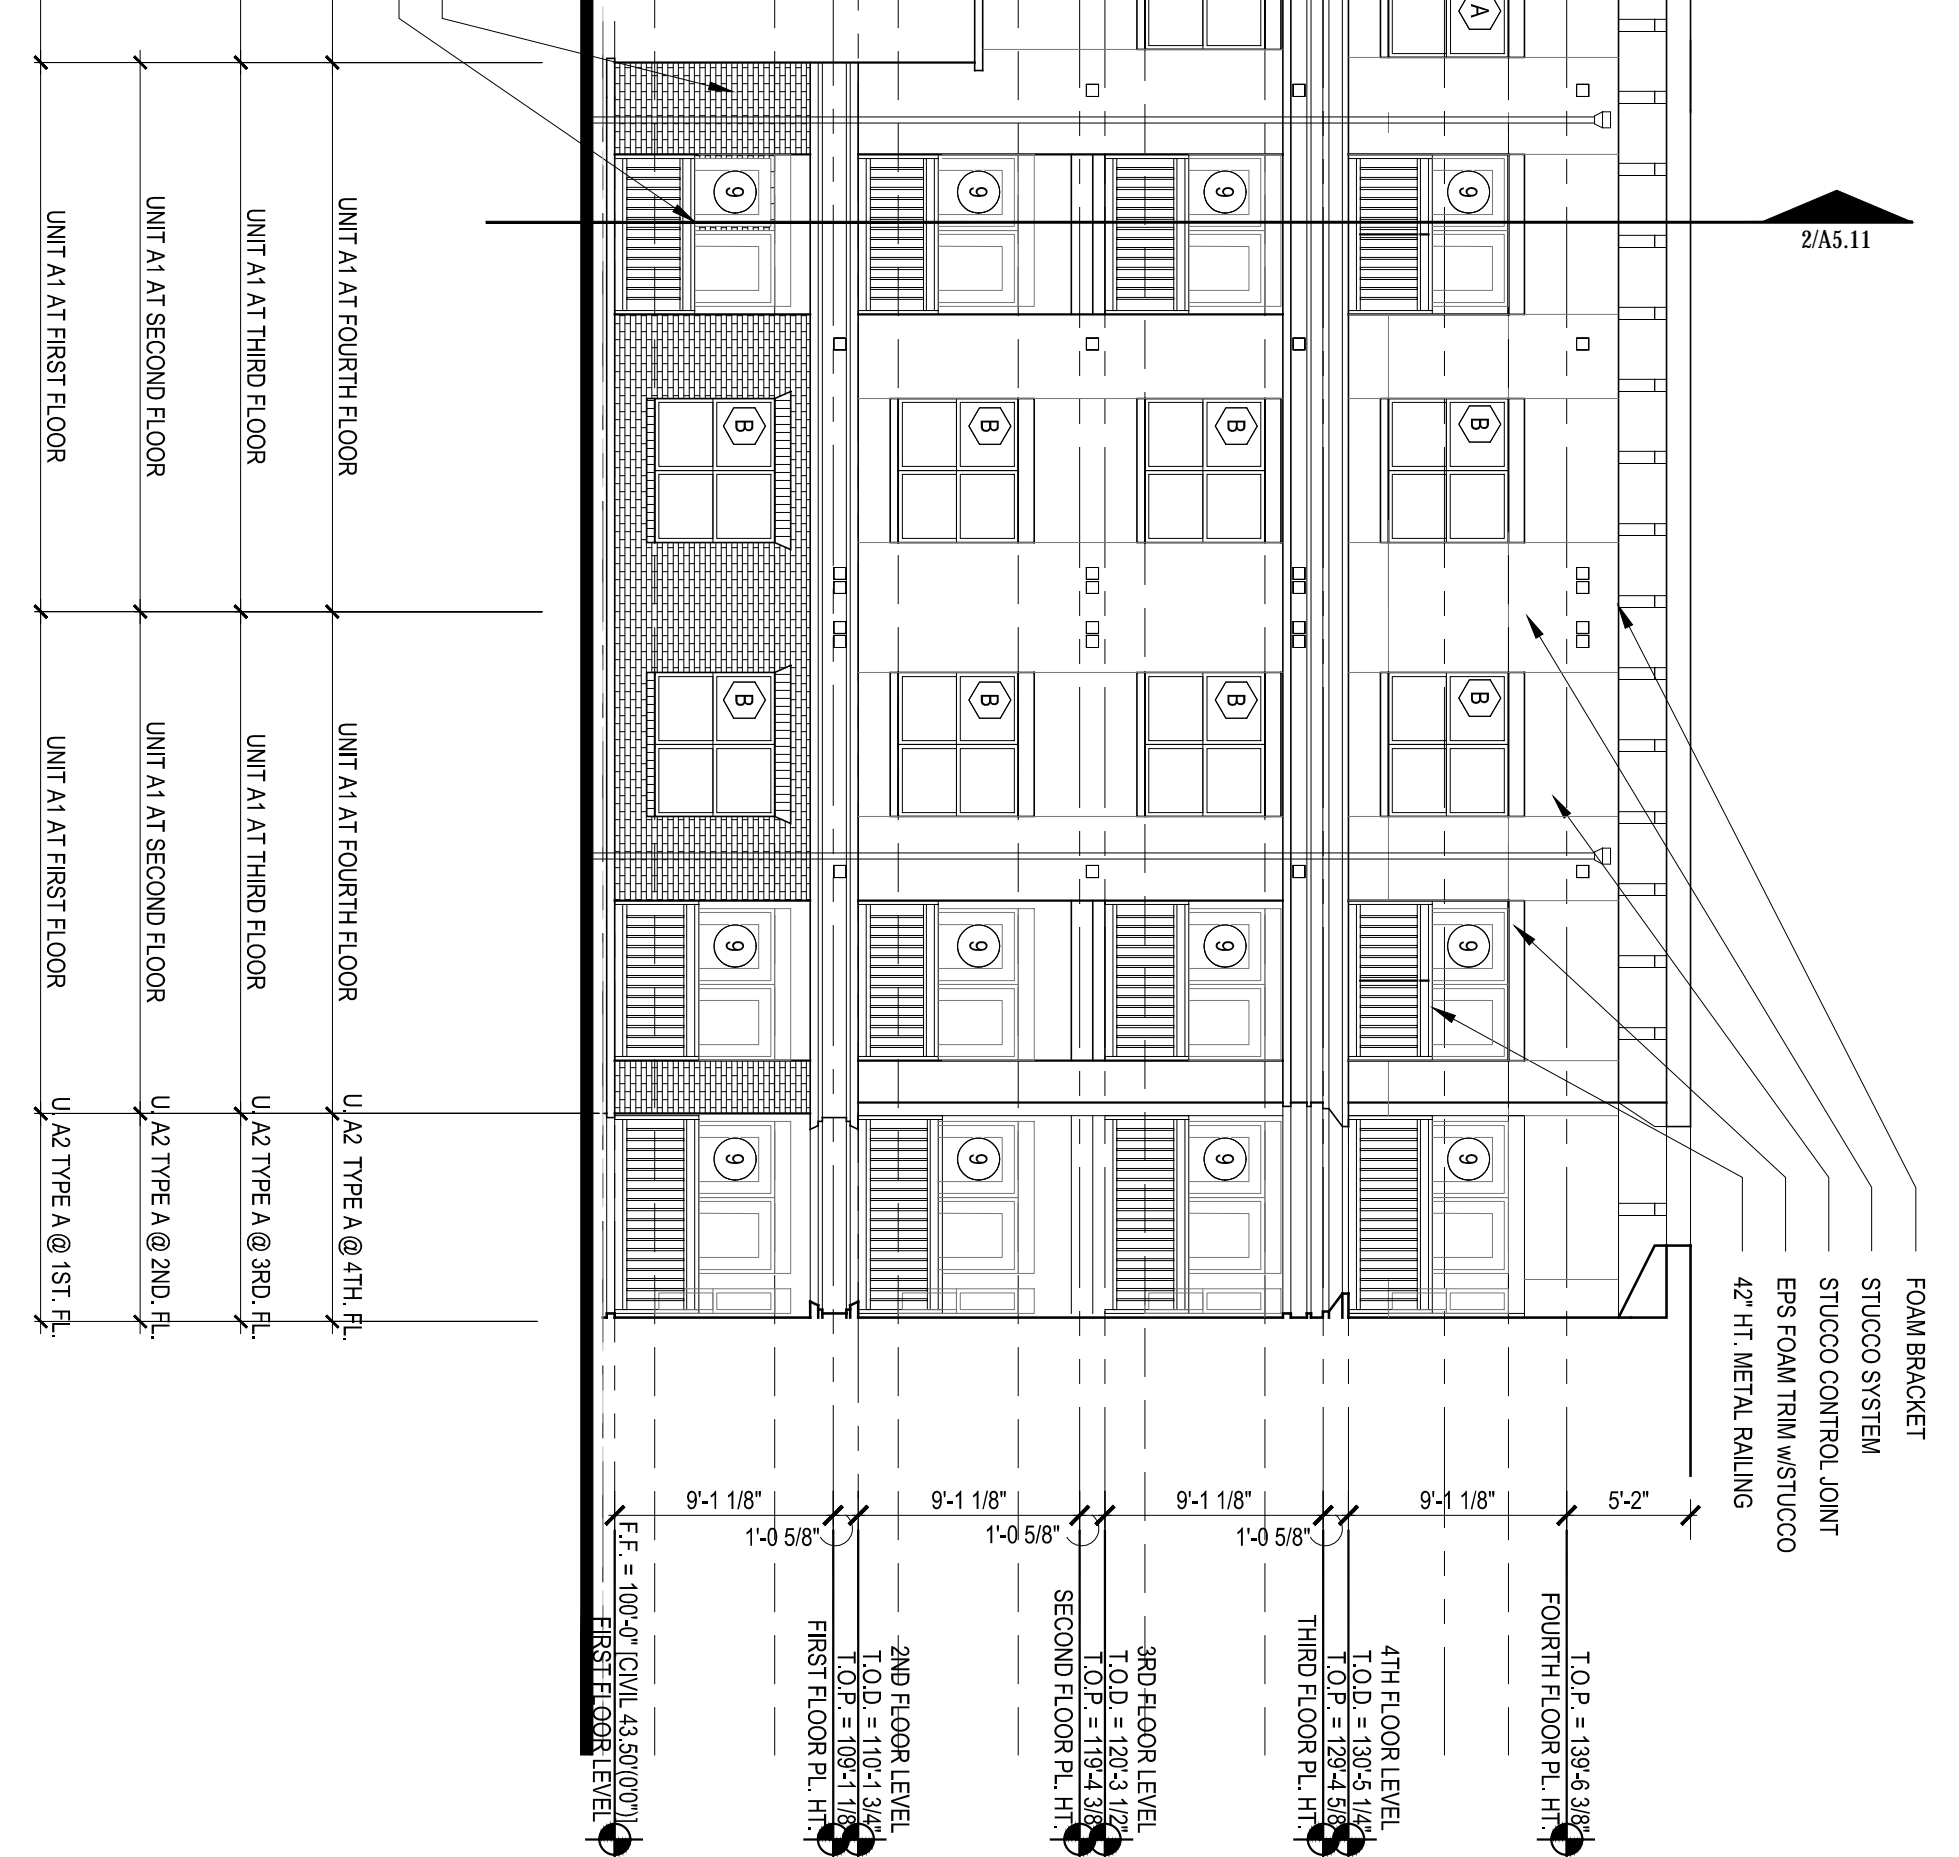 FOAM BRACKET
STUCCO SYSTEM
STUCCO CONTROL JOINT
EPS FOAM TRIM w/STUCCO
42" HT. METAL RAILING
2/A5.11
A
9
9
9
9
B
B
B
B
B
B
B
B
9
9
9
9
9
9
9
9
UNIT A1 AT FOURTH FLOOR
UNIT A1 AT FOURTH FLOOR
U. A2 TYPE A @ 4TH. FL.
UNIT A1 AT THIRD FLOOR
UNIT A1 AT THIRD FLOOR
U. A2 TYPE A @ 3RD. FL.
UNIT A1 AT SECOND FLOOR
UNIT A1 AT SECOND FLOOR
U. A2 TYPE A @ 2ND. FL.
UNIT A1 AT FIRST FLOOR
UNIT A1 AT FIRST FLOOR
U. A2 TYPE A @ 1ST. FL.
5'-2"
9'-1 1/8"
1'-0 5/8"
9'-1 1/8"
1'-0 5/8"
9'-1 1/8"
1'-0 5/8"
9'-1 1/8"
T.O.P. = 139'-6 3/8"
FOURTH FLOOR PL. HT.
4TH FLOOR LEVEL
T.O.D. = 130'-5 1/4"
T.O.P. = 129'-4 5/8"
THIRD FLOOR PL. HT.
3RD FLOOR LEVEL
T.O.D. = 120'-3 1/2"
T.O.P. = 119'-4 3/8"
SECOND FLOOR PL. HT.
2ND FLOOR LEVEL
T.O.D. = 110'-1 3/4"
T.O.P. = 109'-1 1/8"
FIRST FLOOR PL. HT.
F.F. = 100'-0" [CIVIL 43.50'(0'0")]
FIRST FLOOR LEVEL